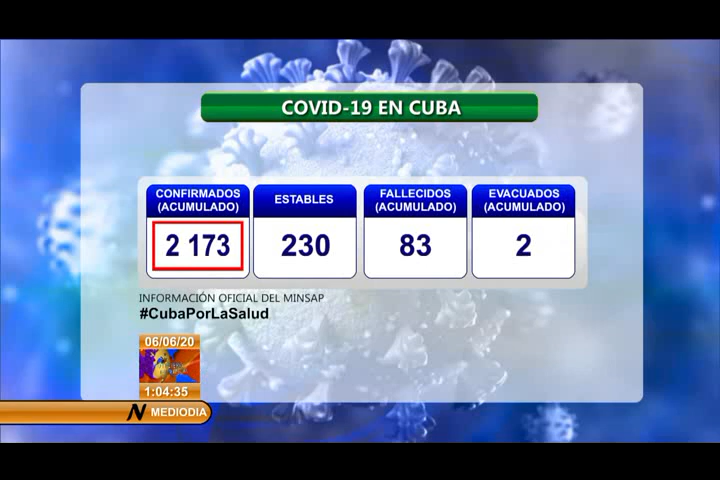 COVID-19 EN CUBA
CONFIRMADOS
(ACUMULADO)
2 173
ESTABLES
230
FALLECIDOS
(ACUMULADO)
83
EVACUADOS
(ACUMULADO)
2
INFORMACIÓN OFICIAL DEL MINSAP
#CubaPorLaSalud
06/06/20
1:04:35
N MEDIODIA